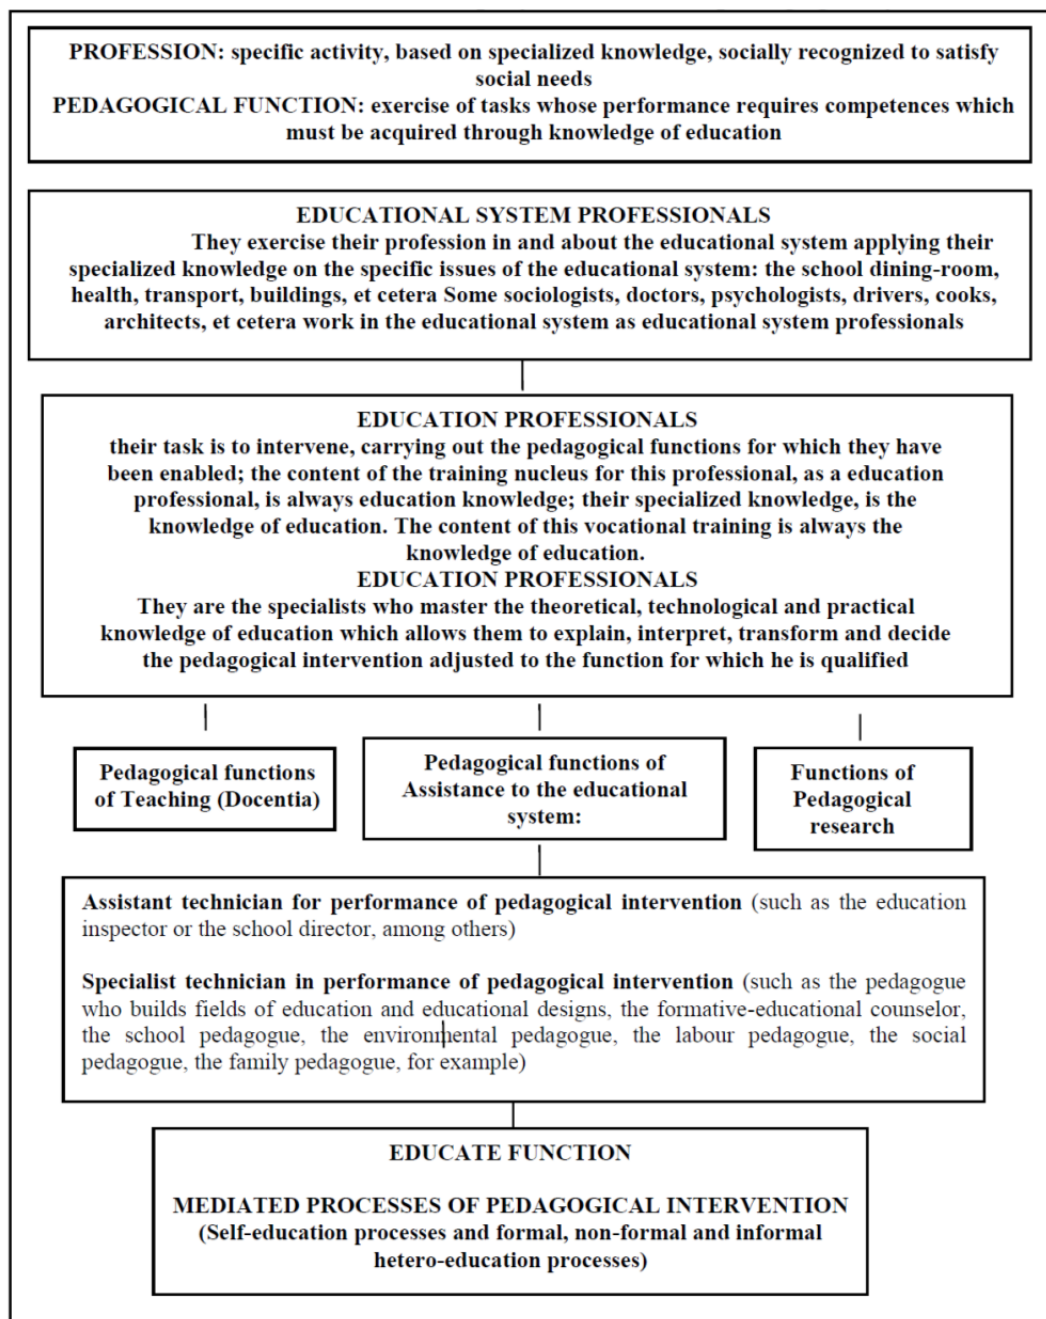 PROFESSION: specific activity, based on specialized knowledge, socially recognized to satisfy
social needs
PEDAGOGICAL FUNCTION: exercise of tasks whose performance requires competences which
must be acquired through knowledge of education
EDUCATIONAL SYSTEM PROFESSIONALS
They exercise their profession in and about the educational system applying their
specialized knowledge on the specific issues of the educational system: the school dining-room,
health, transport, buildings, et cetera Some sociologists, doctors, psychologists, drivers, cooks,
architects, et cetera work in the educational system as educational system professionals
EDUCATION PROFESSIONALS
their task is to intervene, carrying out the pedagogical functions for which they have
been enabled; the content of the training nucleus for this professional, as a education
professional, is always education knowledge; their specialized knowledge, is the
knowledge of education. The content of this vocational training is always the
knowledge of education.
EDUCATION PROFESSIONALS
They are the specialists who master the theoretical, technological and practical
knowledge of education which allows them to explain, interpret, transform and decide
the pedagogical intervention adjusted to the function for which he is qualified
Pedagogical functions
of Teaching (Docentia)
Pedagogical functions of
Assistance to the educational
system:
Functions of
Pedagogical
research
Assistant technician for performance of pedagogical intervention (such as the education
inspector or the school director, among others)
Specialist technician in performance of pedagogical intervention (such as the pedagogue
who builds fields of education and educational designs, the formative-educational counselor,
the school pedagogue, the environmental pedagogue, the labour pedagogue, the social
pedagogue, the family pedagogue, for example)
EDUCATE FUNCTION
MEDIATED PROCESSES OF PEDAGOGICAL INTERVENTION
(Self-education processes and formal, non-formal and informal
hetero-education processes)